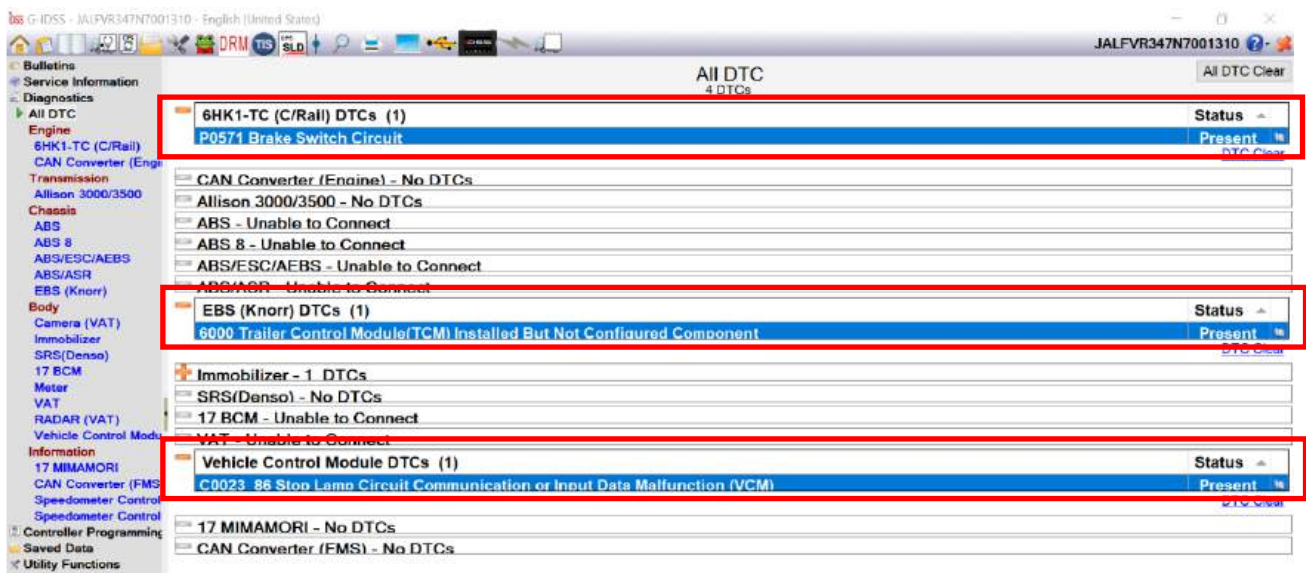 G-IDSS - JALFVR347N7001310 - English (United States)
DRM TIS SLD
JALFVR347N7001310
Bulletins
Service Information
Diagnostics
All DTC
Engine
6HK1-TC (C/Rail)
CAN Converter (Engi
Transmission
Allison 3000/3500
Chassis
ABS
ABS 8
ABS/ESC/AEBS
ABS/ASR
EBS (Knorr)
Body
Camera (VAT)
Immobilizer
SRS(Denso)
17 BCM
Meter
VAT
RADAR (VAT)
Vehicle Control Modu
Information
17 MIMAMORI
CAN Converter (FMS
Speedometer Control
Speedometer Control
Controller Programming
Saved Data
Utility Functions
All DTC
4 DTCs
All DTC Clear
6HK1-TC (C/Rail) DTCs (1) Status
P0571 Brake Switch Circuit Present
DTC Clear
CAN Converter (Engine) - No DTCs
Allison 3000/3500 - No DTCs
ABS - Unable to Connect
ABS 8 - Unable to Connect
ABS/ESC/AEBS - Unable to Connect
ABS/ASR - Unable to Connect
EBS (Knorr) DTCs (1) Status
6000 Trailer Control Module(TCM) Installed But Not Configured Component Present
DTC Clear
Immobilizer - 1 DTCs
SRS(Denso) - No DTCs
17 BCM - Unable to Connect
VAT - Unable to Connect
Vehicle Control Module DTCs (1) Status
C0023_86 Stop Lamp Circuit Communication or Input Data Malfunction (VCM) Present
DTC Clear
17 MIMAMORI - No DTCs
CAN Converter (FMS) - No DTCs